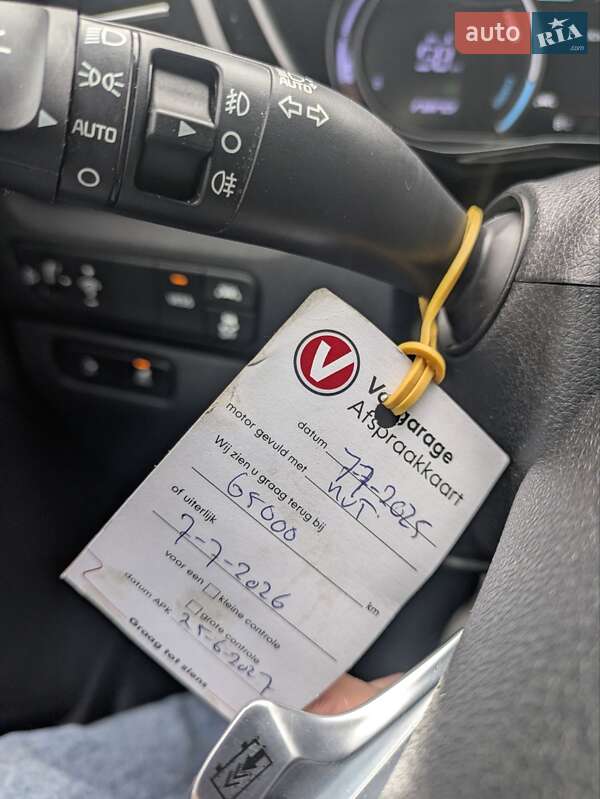 auto RIA .com
AUTO
AUTO
V
Vakgarage
Afspraakkaart
datum 7-7-2025
motor gevuld met NVT
Wij zien u graag terug bij
65000 km
of uiterlijk
7-7-2026
voor een kleine controle
grote controle
datum APK 25-6-2027
Graag tot ziens